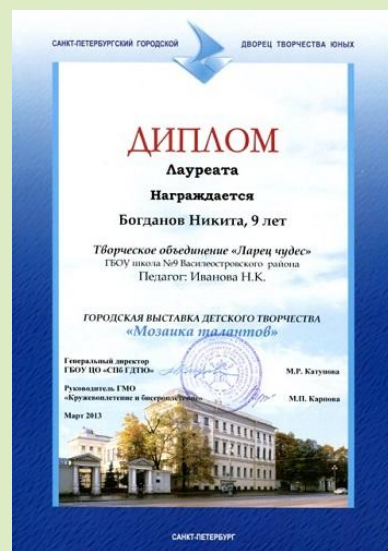 САНКТ-ПЕТЕРБУРГСКИЙ ГОРОДСКОЙ ДВОРЕЦ ТВОРЧЕСТВА ЮНЫХ
ДИПЛОМ
Лауреата
Награждается
Богданов Никита, 9 лет
Творческое объединение «Ларец чудес»
ГБОУ школа №9 Василеостровского района
Педагог: Иванова Н.К.
ГОРОДСКАЯ ВЫСТАВКА ДЕТСКОГО ТВОРЧЕСТВА
«Мозаика талантов»
Генеральный директор
ГБОУ ЦО «СПб ГДТЮ» М.Р. Катунова
Руководитель ГМО
«Кружевоплетение и бисероплетение» М.П. Карпова
Март 2013
САНКТ-ПЕТЕРБУРГ